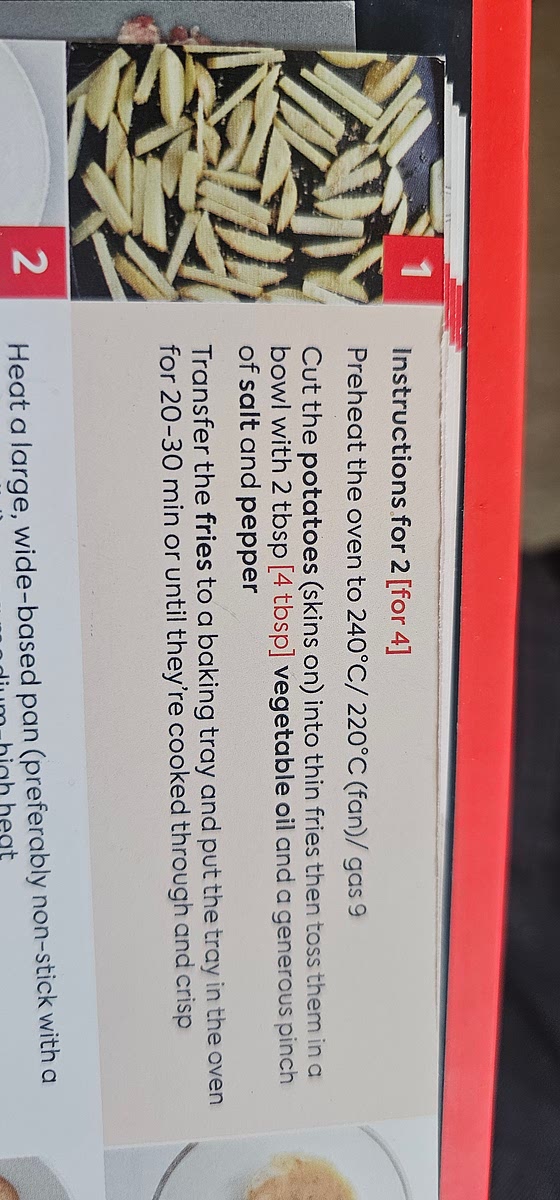 1
Instructions for 2 [for 4]
Preheat the oven to 240°C/ 220°C (fan)/ gas 9
Cut the potatoes (skins on) into thin fries then toss them in a
bowl with 2 tbsp [4 tbsp] vegetable oil and a generous pinch
of salt and pepper
Transfer the fries to a baking tray and put the tray in the oven
for 20-30 min or until they're cooked through and crisp
2
Heat a large, wide-based pan (preferably non-stick with a
medium-high heat